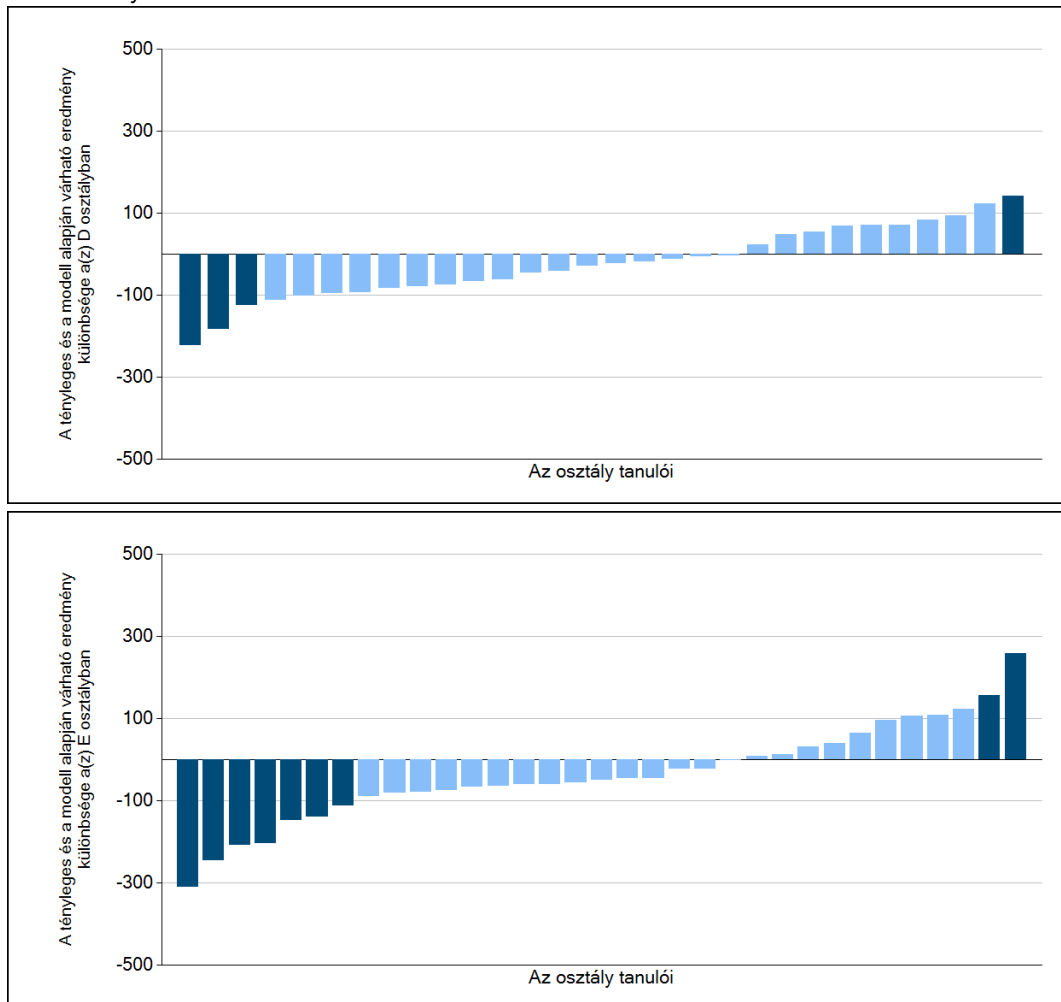 500
300
100
-100
-300
-500
A tényleges és a modell alapján várható eredmény
különbsége a(z) D osztályban
Az osztály tanulói
500
300
100
-100
-300
-500
A tényleges és a modell alapján várható eredmény
különbsége a(z) E osztályban
Az osztály tanulói